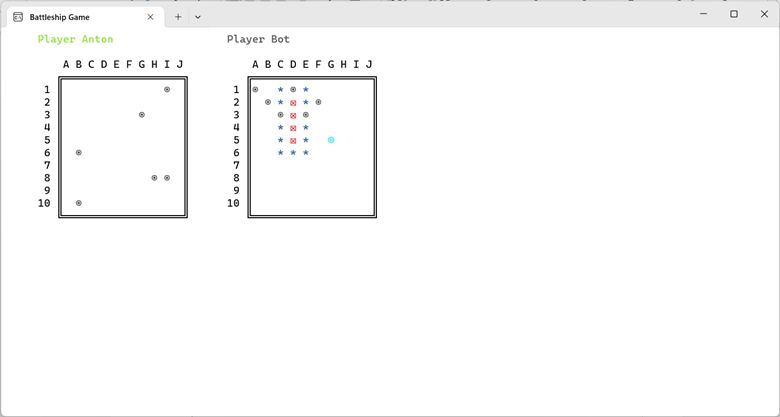 Battleship Game
Player Anton Player Bot
A B C D E F G H I J A B C D E F G H I J
1 ⊙ 1 ⊙ * ⊙ *
2 2 ⊙ * ⊠ * ⊙
3 ⊙ 3 ⊙ ⊠ ⊙
4 4 * ⊠ *
5 5 * ⊠ * ⊙
6 ⊙ 6 * * *
7 7
8 ⊙ ⊙ 8
9 9
10 ⊙ 10